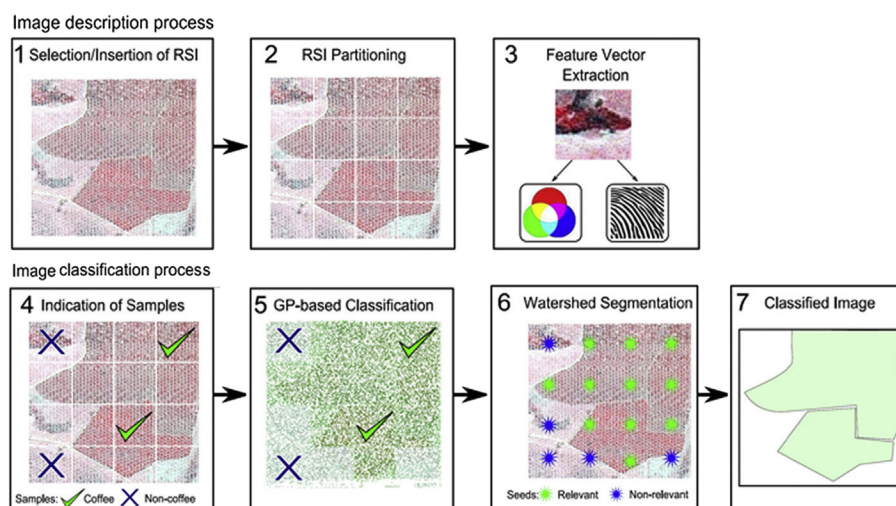 Image description process
1 Selection/Insertion of RSI
2 RSI Partitioning
3 Feature Vector
Extraction
Image classification process
4 Indication of Samples
Samples: Coffee Non-coffee
5 GP-based Classification
6 Watershed Segmentation
Seeds: Relevant Non-relevant
7 Classified Image